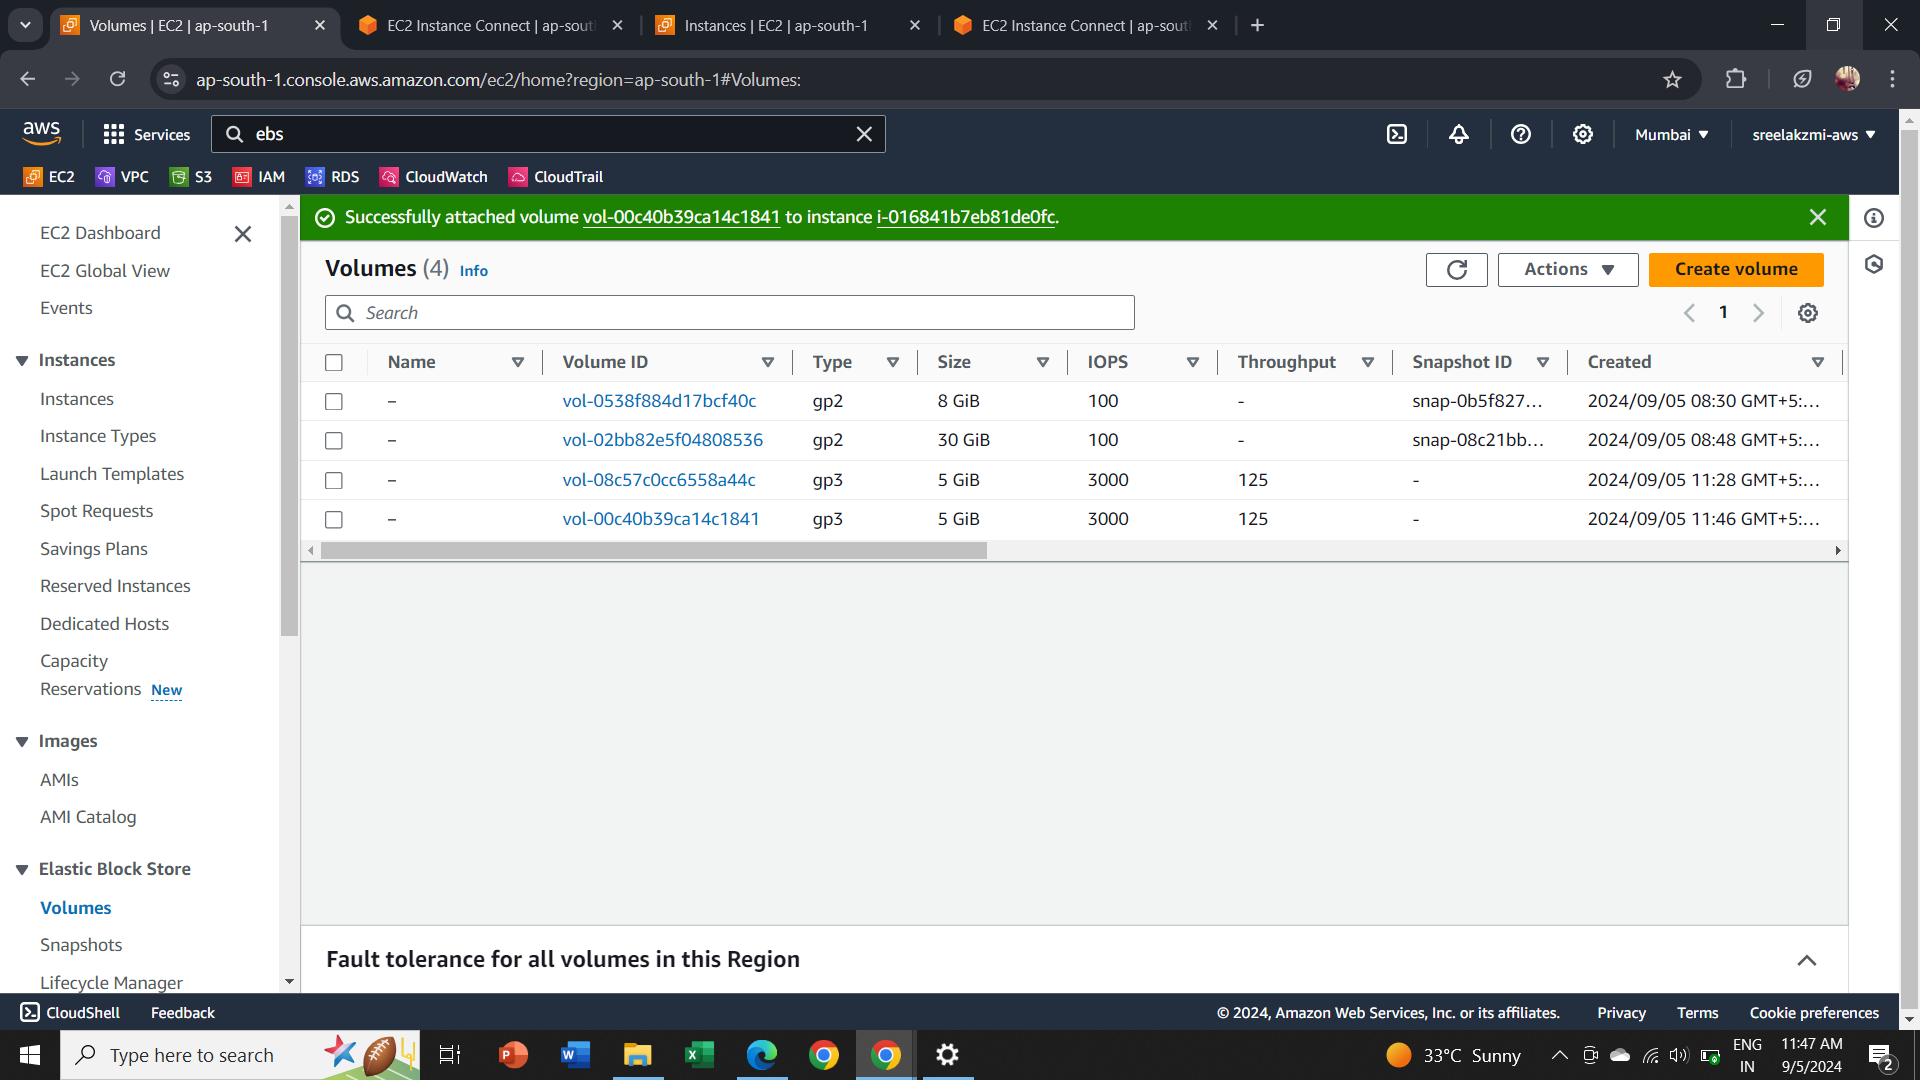 Volumes | EC2 | ap-south-1
EC2 Instance Connect | ap-sout
Instances | EC2 | ap-south-1
EC2 Instance Connect | ap-sout
ap-south-1.console.aws.amazon.com/ec2/home?region=ap-south-1#Volumes:
aws
Services
ebs
Mumbai
sreelakzmi-aws
EC2 VPC S3 IAM RDS CloudWatch CloudTrail
Successfully attached volume vol-00c40b39ca14c1841 to instance i-016841b7eb81de0fc.
EC2 Dashboard
EC2 Global View
Events
Instances
Instances
Instance Types
Launch Templates
Spot Requests
Savings Plans
Reserved Instances
Dedicated Hosts
Capacity
Reservations New
Images
AMIs
AMI Catalog
Elastic Block Store
Volumes
Snapshots
Lifecycle Manager
Volumes (4) Info
Actions
Create volume
Search
1
Name Volume ID Type Size IOPS Throughput Snapshot ID Created
– vol-0538f884d17bcf40c gp2 8 GiB 100 - snap-0b5f827... 2024/09/05 08:30 GMT+5:...
– vol-02bb82e5f04808536 gp2 30 GiB 100 - snap-08c21bb... 2024/09/05 08:48 GMT+5:...
– vol-08c57c0cc6558a44c gp3 5 GiB 3000 125 - 2024/09/05 11:28 GMT+5:...
– vol-00c40b39ca14c1841 gp3 5 GiB 3000 125 - 2024/09/05 11:46 GMT+5:...
Fault tolerance for all volumes in this Region
CloudShell Feedback
© 2024, Amazon Web Services, Inc. or its affiliates. Privacy Terms Cookie preferences
Type here to search
33°C Sunny
ENG
IN
11:47 AM
9/5/2024
2